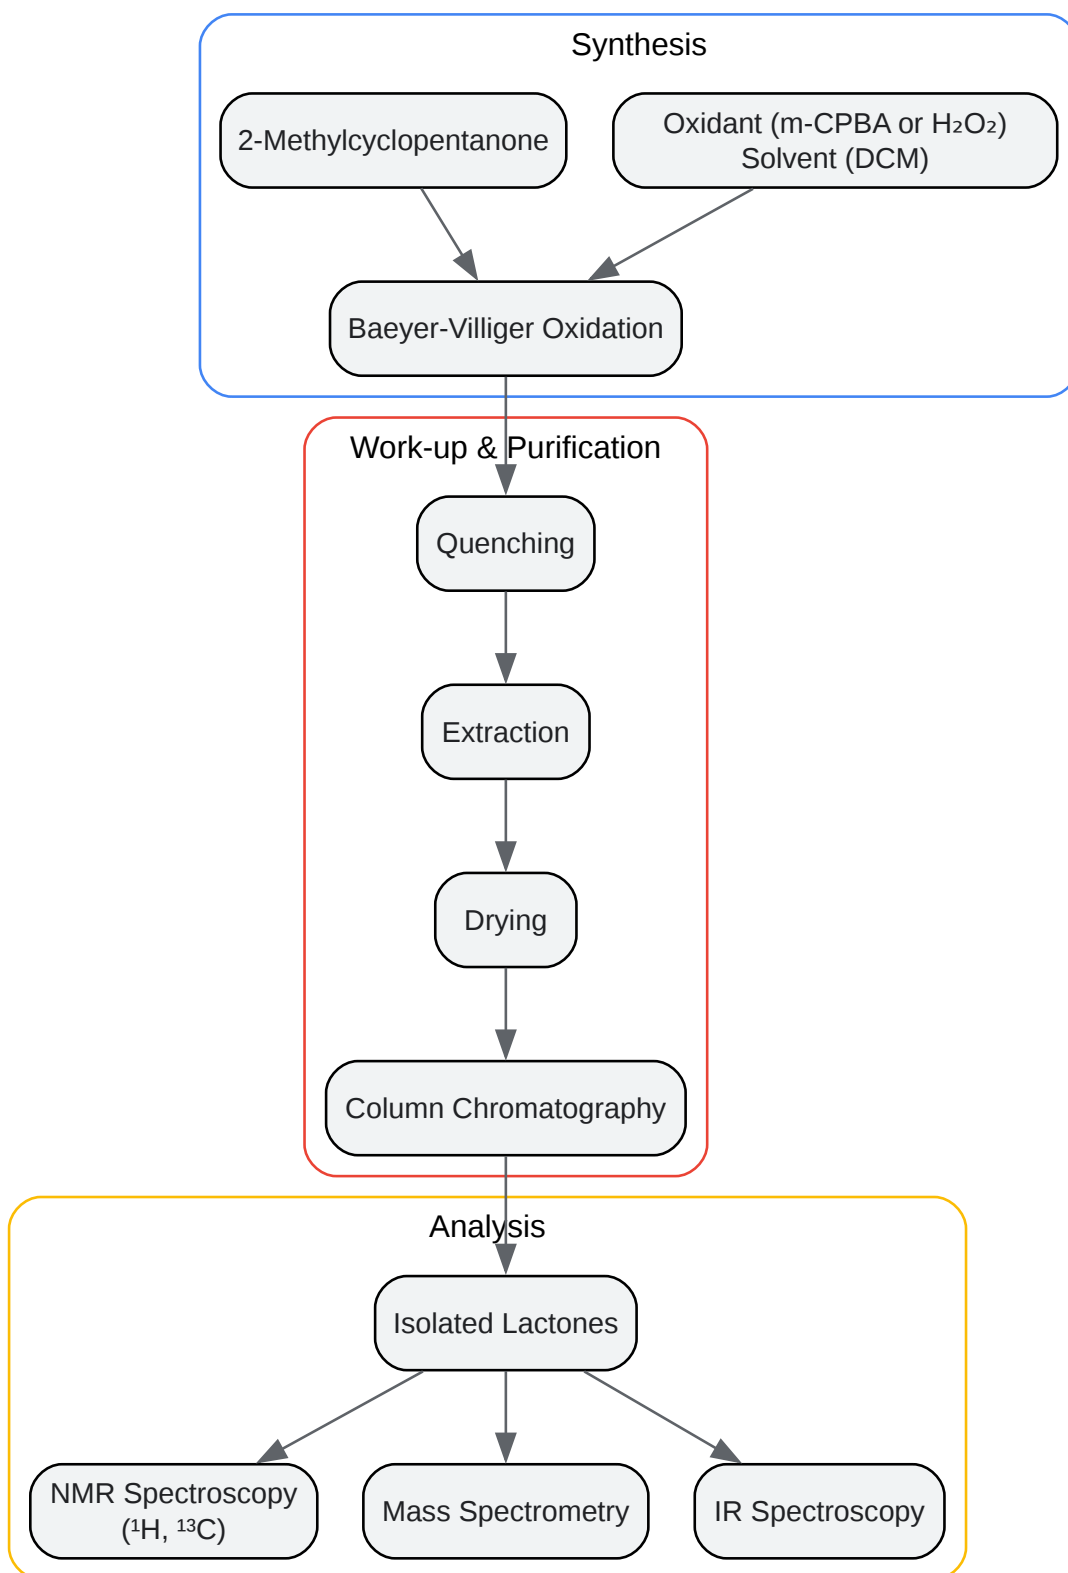 Synthesis
2-Methylcyclopentanone
Oxidant (m-CPBA or H₂O₂)
Solvent (DCM)
Baeyer-Villiger Oxidation
Work-up & Purification
Quenching
Extraction
Drying
Column Chromatography
Analysis
Isolated Lactones
NMR Spectroscopy
(¹H, ¹³C)
Mass Spectrometry
IR Spectroscopy